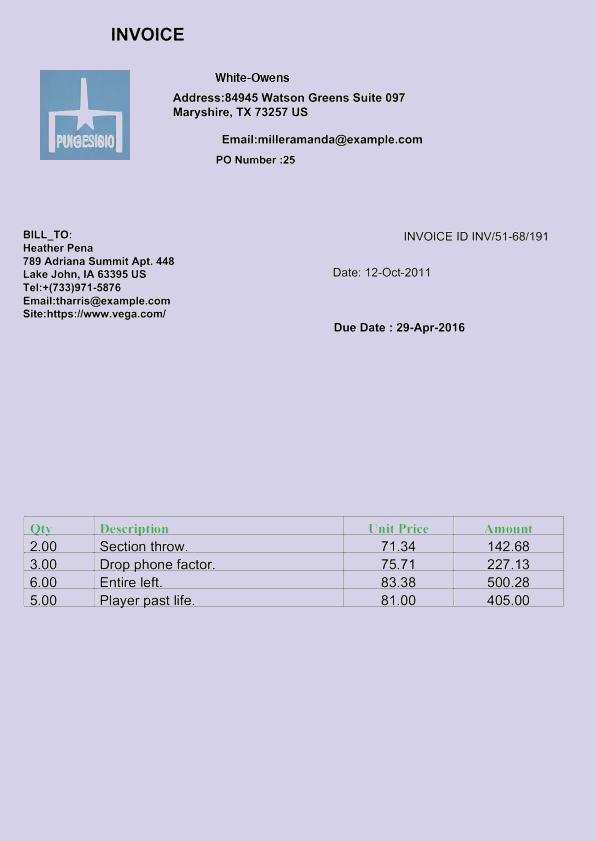 INVOICE
White-Owens
Address:84945 Watson Greens Suite 097
Maryshire, TX 73257 US
Email:milleramanda@example.com
PO Number :25
PUIGESIGIO
BILL_TO:
Heather Pena
789 Adriana Summit Apt. 448
Lake John, IA 63395 US
Tel:+(733)971-5876
Email:tharris@example.com
Site:https://www.vega.com/
INVOICE ID INV/51-68/191
Date: 12-Oct-2011
Due Date : 29-Apr-2016
Qty Description Unit Price Amount
2.00 Section throw. 71.34 142.68
3.00 Drop phone factor. 75.71 227.13
6.00 Entire left. 83.38 500.28
5.00 Player past life. 81.00 405.00